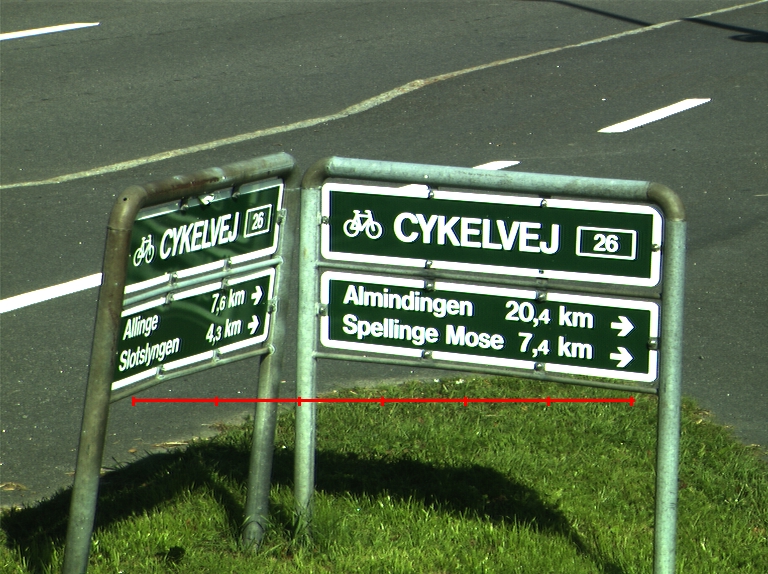 CYKELVEJ 26
Allinge 7,6 km →
Slotslyngen 4,3 km →
CYKELVEJ 26
Almindingen 20,4 km →
Spellinge Mose 7,4 km →